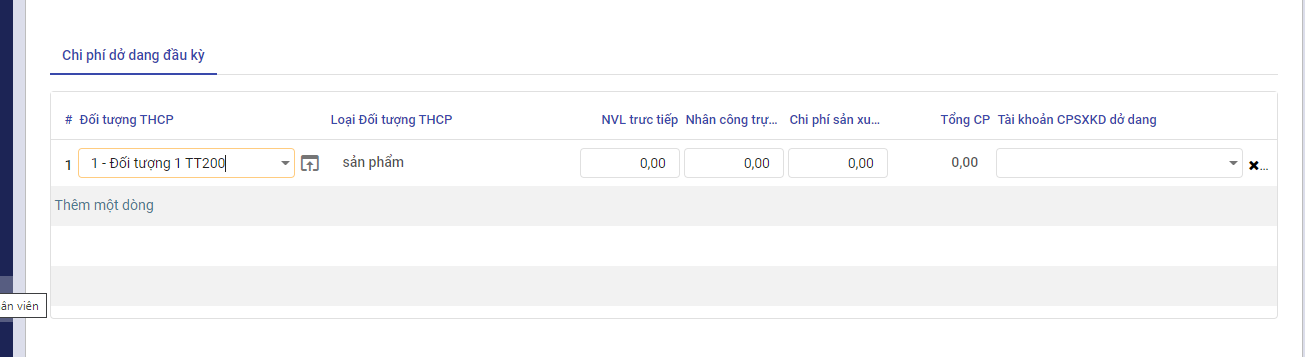 Chi phí dở dang đầu kỳ
# Đối tượng THCP Loại Đối tượng THCP NVL trực tiếp Nhân công trự... Chi phí sản xu... Tổng CP Tài khoản CPSXKD dở dang
1 1 - Đối tượng 1 TT200 sản phẩm 0,00 0,00 0,00 0,00 ...
Thêm một dòng
ân viên